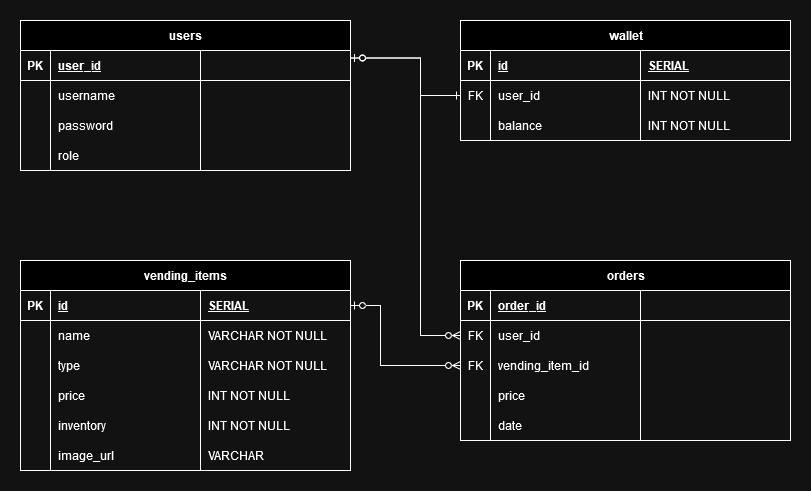 users
PK user_id
username
password
role
wallet
PK id SERIAL
FK user_id INT NOT NULL
balance INT NOT NULL
vending_items
PK id SERIAL
name VARCHAR NOT NULL
type VARCHAR NOT NULL
price INT NOT NULL
inventory INT NOT NULL
image_url VARCHAR
orders
PK order_id
FK user_id
FK vending_item_id
price
date